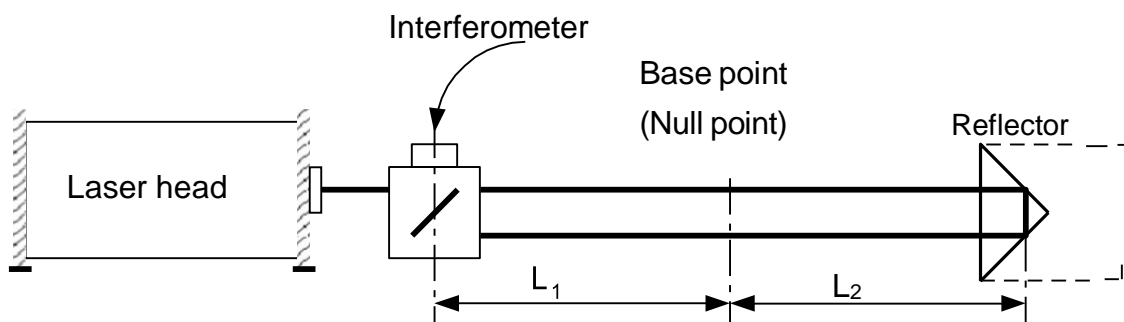 Interferometer
Base point
(Null point)
Reflector
Laser head
L₁
L₂